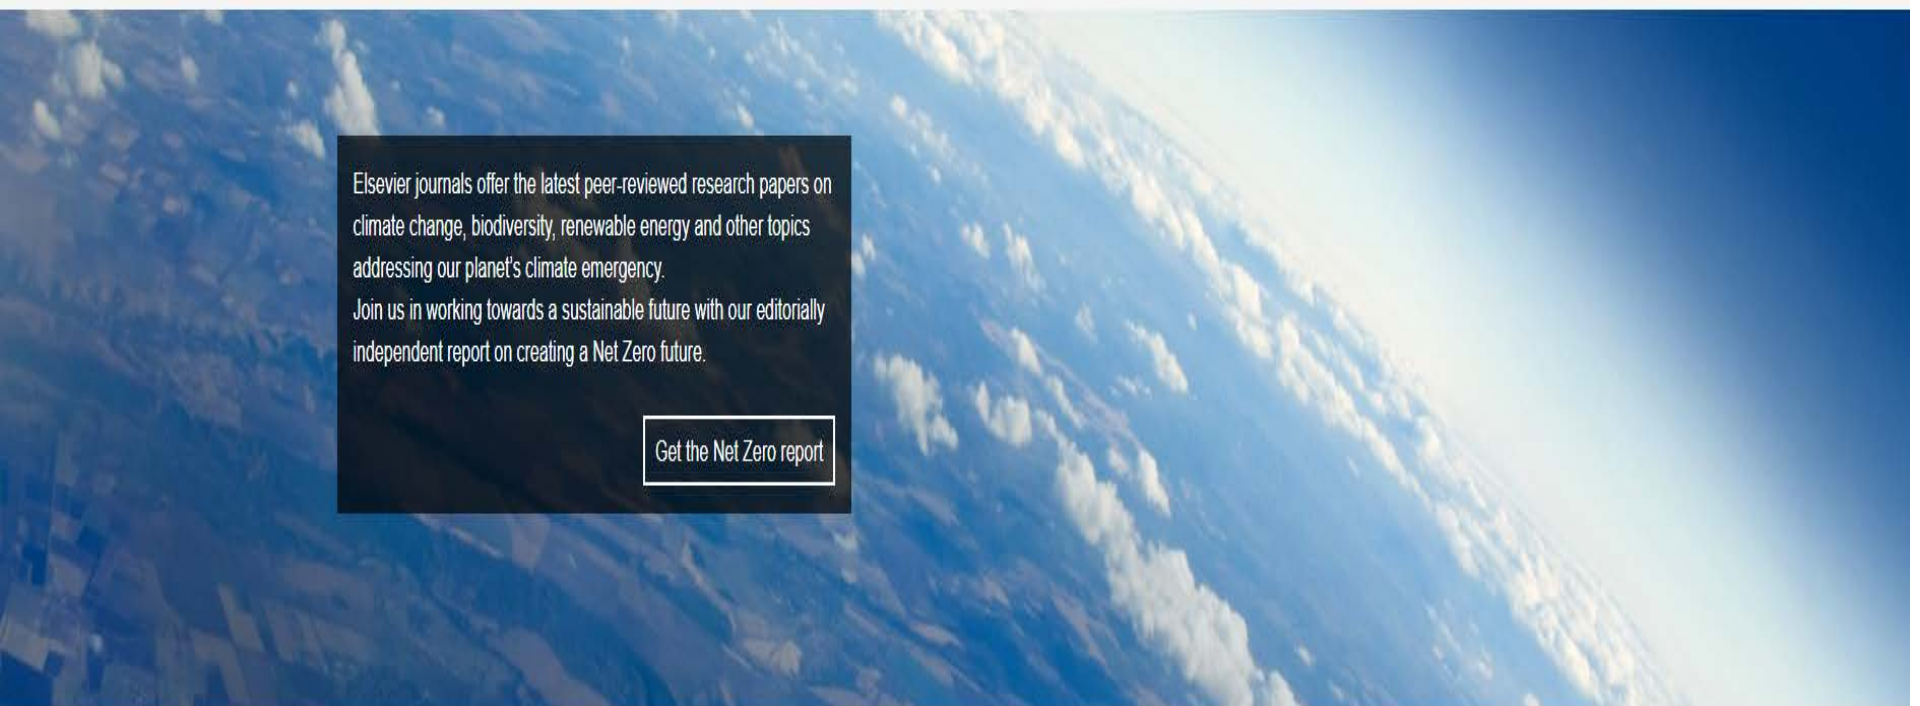 Elsevier journals offer the latest peer-reviewed research papers on
climate change, biodiversity, renewable energy and other topics
addressing our planet's climate emergency.
Join us in working towards a sustainable future with our editorially
independent report on creating a Net Zero future.
Get the Net Zero report